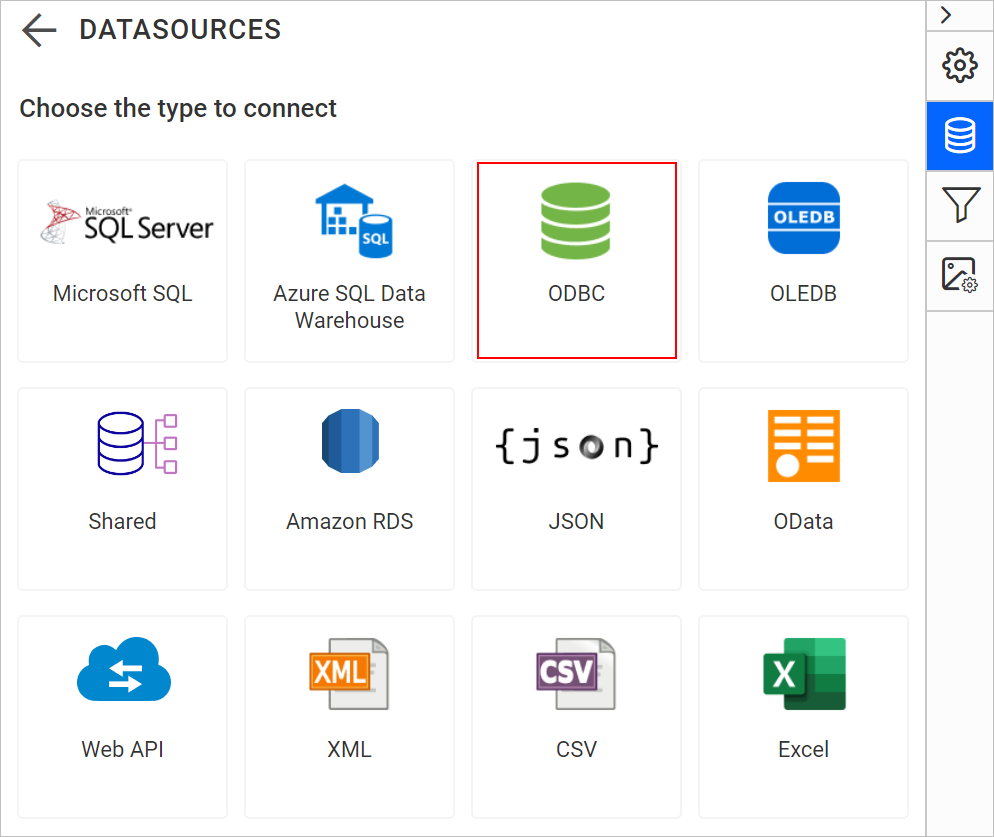 DATASOURCES
Choose the type to connect
Microsoft®
SQL Server
Microsoft SQL
SQL
Azure SQL Data
Warehouse
ODBC
OLEDB
OLEDB
Shared
Amazon RDS
{json}
JSON
OData
Web API
XML
XML
CSV
CSV
X
Excel